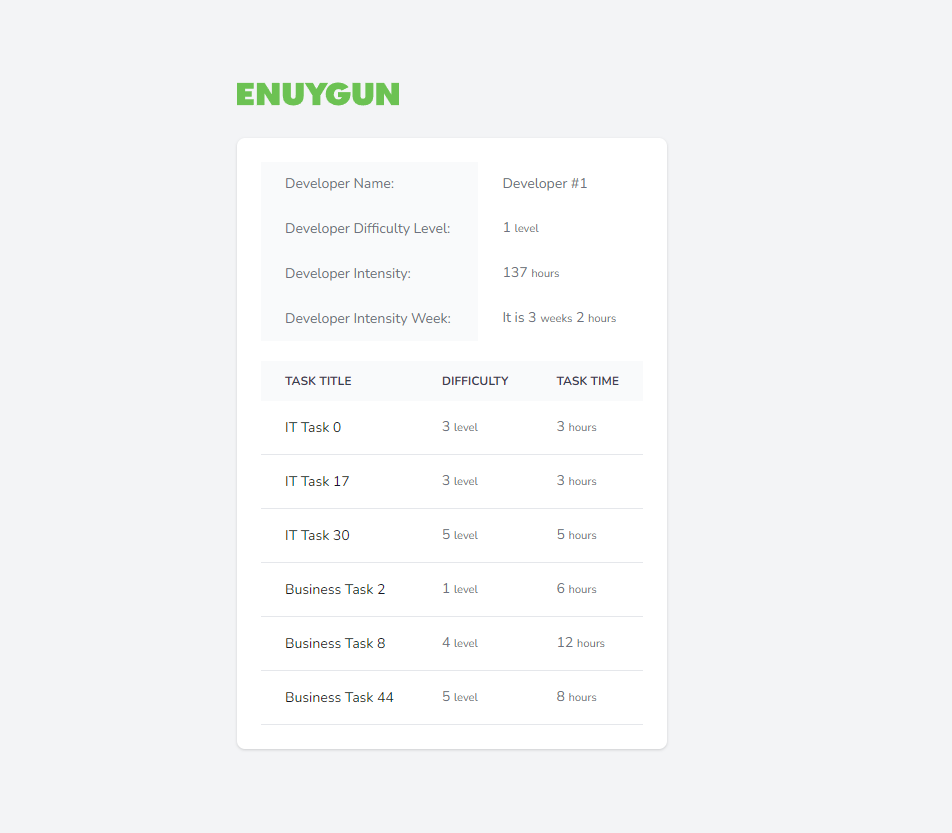 ENUYGUN
Developer Name: Developer #1
Developer Difficulty Level: 1 level
Developer Intensity: 137 hours
Developer Intensity Week: It is 3 weeks 2 hours
TASK TITLE DIFFICULTY TASK TIME
IT Task 0 3 level 3 hours
IT Task 17 3 level 3 hours
IT Task 30 5 level 5 hours
Business Task 2 1 level 6 hours
Business Task 8 4 level 12 hours
Business Task 44 5 level 8 hours